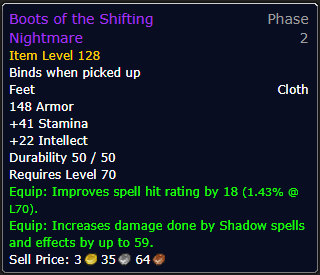 Boots of the Shifting Phase
Nightmare 2
Item Level 128
Binds when picked up
Feet Cloth
148 Armor
+41 Stamina
+22 Intellect
Durability 50 / 50
Requires Level 70
Equip: Improves spell hit rating by 18 (1.43% @
L70).
Equip: Increases damage done by Shadow spells
and effects by up to 59.
Sell Price: 3 35 64